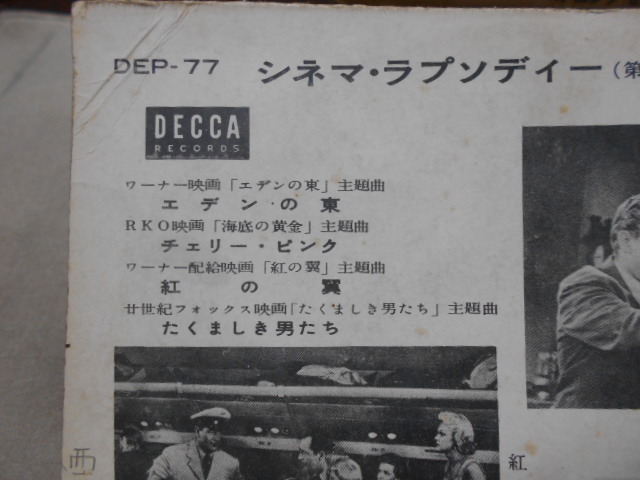 DEP-77 シネマ・ラプソディー(第
DECCA
RECORDS
ワーナー映画「エデンの東」主題曲
エデンの東
RKO映画「海底の黄金」主題曲
チェリー・ピンク
ワーナー配給映画「紅の翼」主題曲
紅の翼
廿世紀フォックス映画「たくましき男たち」主題曲
たくましき男たち
紅